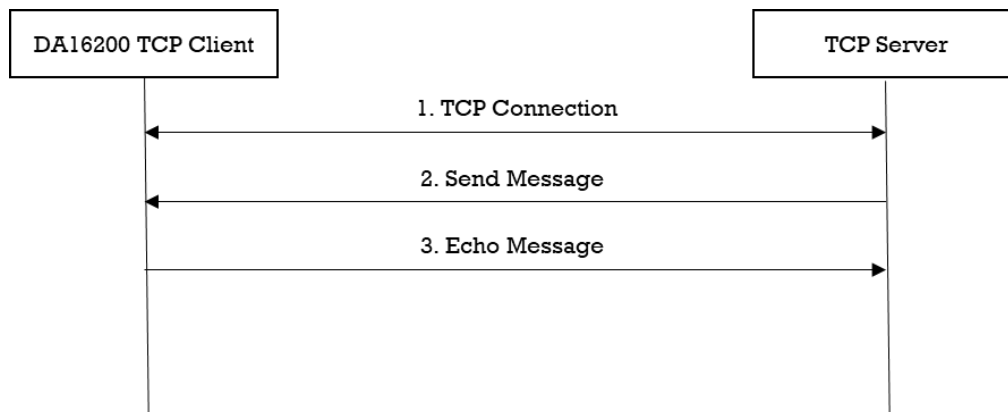 DA16200 TCP Client
TCP Server
1. TCP Connection
2. Send Message
3. Echo Message